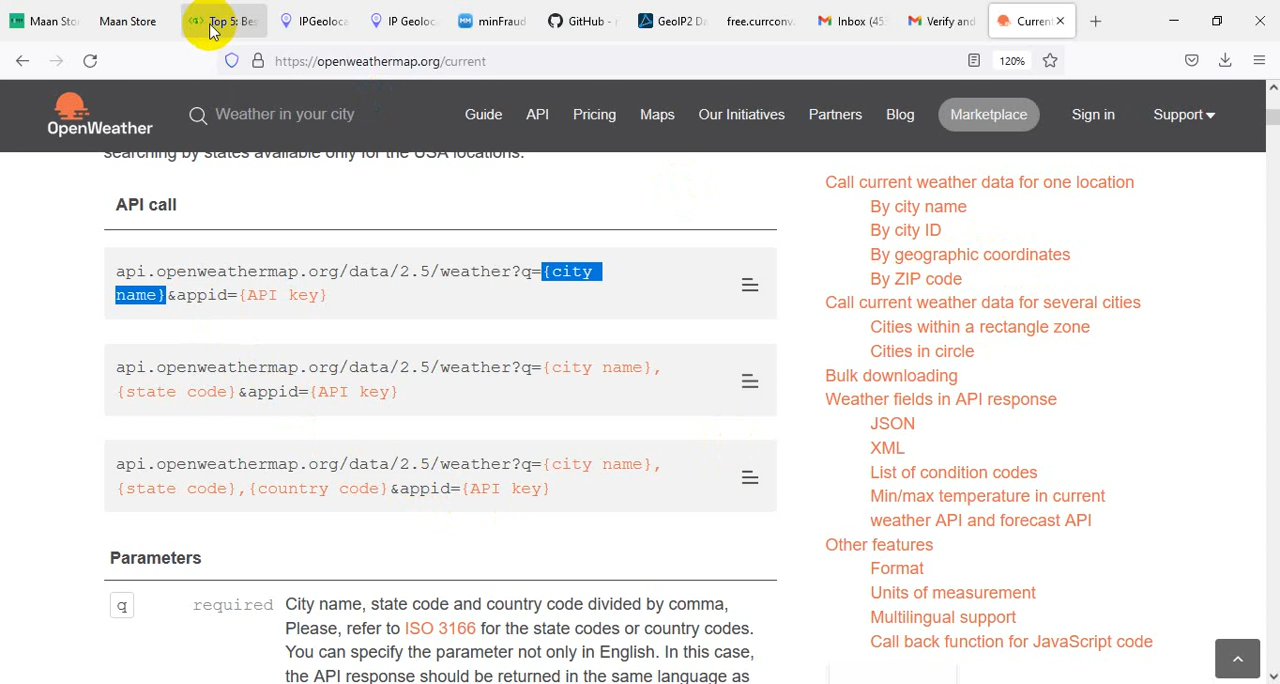 Maan Sto
Maan Store
Top 5: Bes
IPGeoloca
IP Geoloc
minFraud
GitHub -
GeoIP2 Da
free.currconv.
Inbox (45
Verify and
Curren
https://openweathermap.org/current
120%
OpenWeather
Weather in your city
Guide
API
Pricing
Maps
Our Initiatives
Partners
Blog
Marketplace
Sign in
Support
searching by states available only for the USA locations.
API call
api.openweathermap.org/data/2.5/weather?q={city
name}&appid={API key}
api.openweathermap.org/data/2.5/weather?q={city name},
{state code}&appid={API key}
api.openweathermap.org/data/2.5/weather?q={city name},
{state code},{country code}&appid={API key}
Parameters
q
required
City name, state code and country code divided by comma,
Please, refer to ISO 3166 for the state codes or country codes.
You can specify the parameter not only in English. In this case,
the API response should be returned in the same language as
Call current weather data for one location
By city name
By city ID
By geographic coordinates
By ZIP code
Call current weather data for several cities
Cities within a rectangle zone
Cities in circle
Bulk downloading
Weather fields in API response
JSON
XML
List of condition codes
Min/max temperature in current
weather API and forecast API
Other features
Format
Units of measurement
Multilingual support
Call back function for JavaScript code